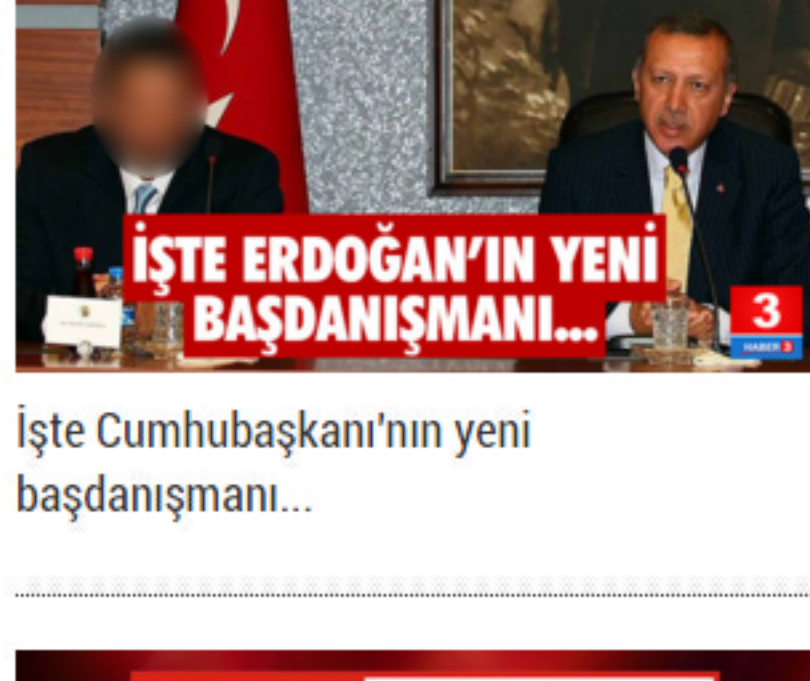 İŞTE ERDOĞAN'IN YENİ
BAŞDANIŞMANI...
3
HABER 3
İşte Cumhubaşkanı'nın yeni
başdanışmanı...